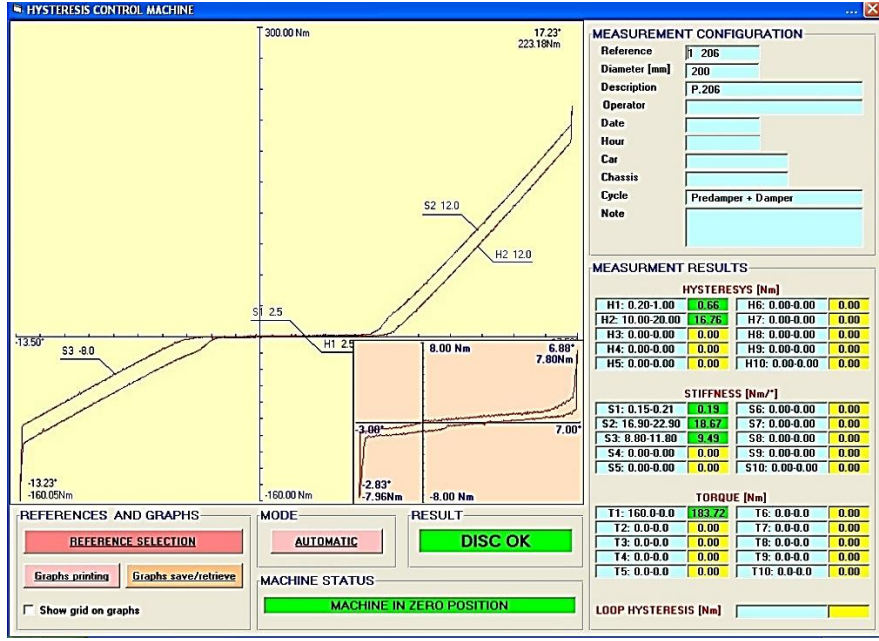 HYSTERESIS CONTROL MACHINE
300.00 Nm
17.23°
223.18Nm
S2 12.0
H2 12.0
S1 2.5
H1 2.5
-13.50°
S3 -8.0
-13.23°
-160.05Nm
-160.00 Nm
8.00 Nm
6.88°
7.80Nm
-3.00°
7.00°
-2.83°
-7.96Nm
-8.00 Nm
REFERENCES AND GRAPHS
REFERENCE SELECTION
Graphs printing
Graphs save/retrieve
Show grid on graphs
MODE
AUTOMATIC
RESULT
DISC OK
MACHINE STATUS
MACHINE IN ZERO POSITION
MEASUREMENT CONFIGURATION
Reference 1 206
Diameter [mm] 200
Description P.206
Operator
Date
Hour
Car
Chassis
Cycle Predamper + Damper
Note
MEASURMENT RESULTS
HYSTERESYS [Nm]
H1: 0.20-1.00 0.66 H6: 0.00-0.00 0.00
H2: 10.00-20.00 16.76 H7: 0.00-0.00 0.00
H3: 0.00-0.00 0.00 H8: 0.00-0.00 0.00
H4: 0.00-0.00 0.00 H9: 0.00-0.00 0.00
H5: 0.00-0.00 0.00 H10: 0.00-0.00 0.00
STIFFNESS [Nm/°]
S1: 0.15-0.21 0.19 S6: 0.00-0.00 0.00
S2: 16.90-22.90 18.67 S7: 0.00-0.00 0.00
S3: 8.80-11.80 9.49 S8: 0.00-0.00 0.00
S4: 0.00-0.00 0.00 S9: 0.00-0.00 0.00
S5: 0.00-0.00 0.00 S10: 0.00-0.00 0.00
TORQUE [Nm]
T1: 160.0-0.0 183.72 T6: 0.0-0.0 0.00
T2: 0.0-0.0 0.00 T7: 0.0-0.0 0.00
T3: 0.0-0.0 0.00 T8: 0.0-0.0 0.00
T4: 0.0-0.0 0.00 T9: 0.0-0.0 0.00
T5: 0.0-0.0 0.00 T10: 0.0-0.0 0.00
LOOP HYSTERESIS [Nm]